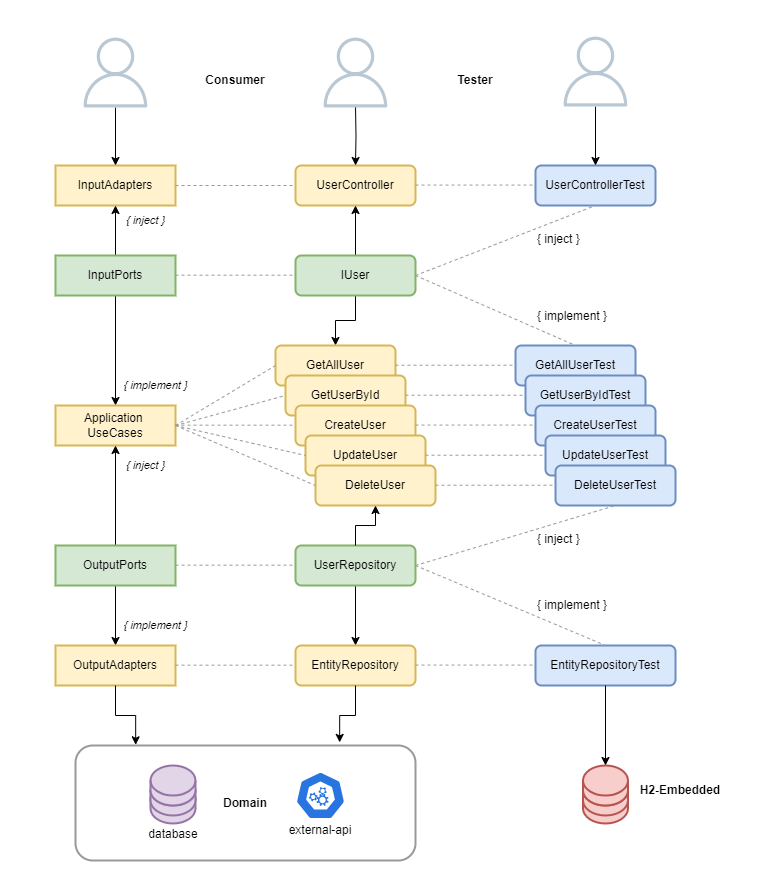 Consumer
Tester
InputAdapters
UserController
UserControllerTest
{ inject }
{ inject }
InputPorts
IUser
{ implement }
GetAllUser
GetAllUserTest
{ implement }
GetUserById
GetUserByIdTest
Application
UseCases
CreateUser
CreateUserTest
UpdateUser
UpdateUserTest
{ inject }
DeleteUser
DeleteUserTest
{ inject }
OutputPorts
UserRepository
{ implement }
{ implement }
OutputAdapters
EntityRepository
EntityRepositoryTest
Domain
H2-Embedded
database
external-api